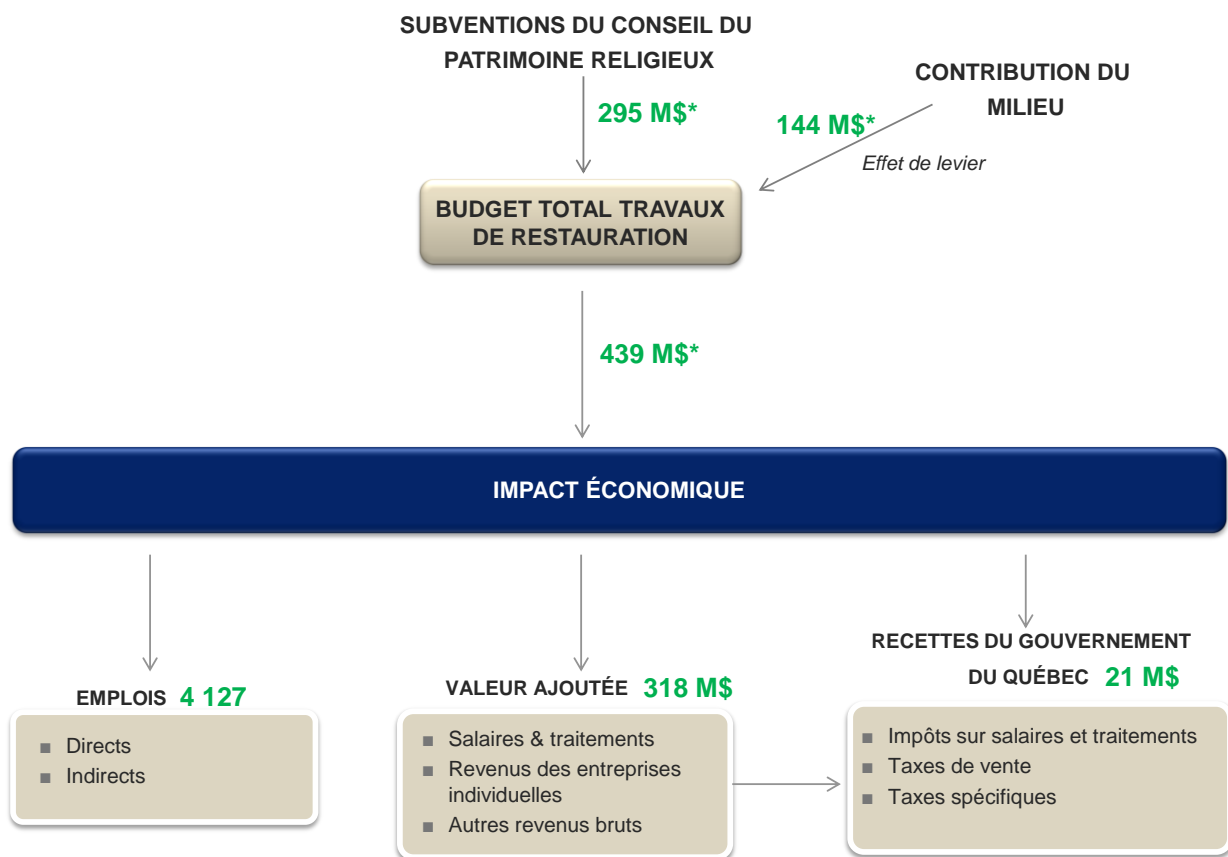 SUBVENTIONS DU CONSEIL DU
PATRIMOINE RELIGIEUX
CONTRIBUTION DU
MILIEU
295 M$*
144 M$*
Effet de levier
BUDGET TOTAL TRAVAUX
DE RESTAURATION
439 M$*
IMPACT ÉCONOMIQUE
EMPLOIS 4 127
■ Directs
■ Indirects
VALEUR AJOUTÉE 318 M$
■ Salaires & traitements
■ Revenus des entreprises
individuelles
■ Autres revenus bruts
RECETTES DU GOUVERNEMENT
DU QUÉBEC 21 M$
■ Impôts sur salaires et traitements
■ Taxes de vente
■ Taxes spécifiques